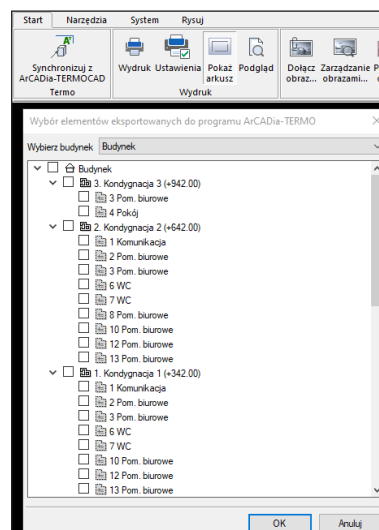 Start Narzędzia System Rysuj
Synchronizuj z
ArCADia-TERMOCAD
Wydruk Ustawienia Pokaż
arkusz
Podgląd
Dołącz
obraz...
Zarządzanie
obrazami...
Termo Wydruk
Wybór elementów eksportowanych do programu ArCADia-TERMO
Wybierz budynek Budynek
Budynek
3. Kondygnacja 3 (+942.00)
3 Pom. biurowe
4 Pokój
2. Kondygnacja 2 (+642.00)
1 Komunikacja
2 Pom. biurowe
3 Pom. biurowe
6 WC
7 WC
8 Pom. biurowe
10 Pom. biurowe
12 Pom. biurowe
13 Pom. biurowe
1. Kondygnacja 1 (+342.00)
1 Komunikacja
2 Pom. biurowe
3 Pom. biurowe
6 WC
7 WC
10 Pom. biurowe
12 Pom. biurowe
13 Pom. biurowe
OK Anuluj